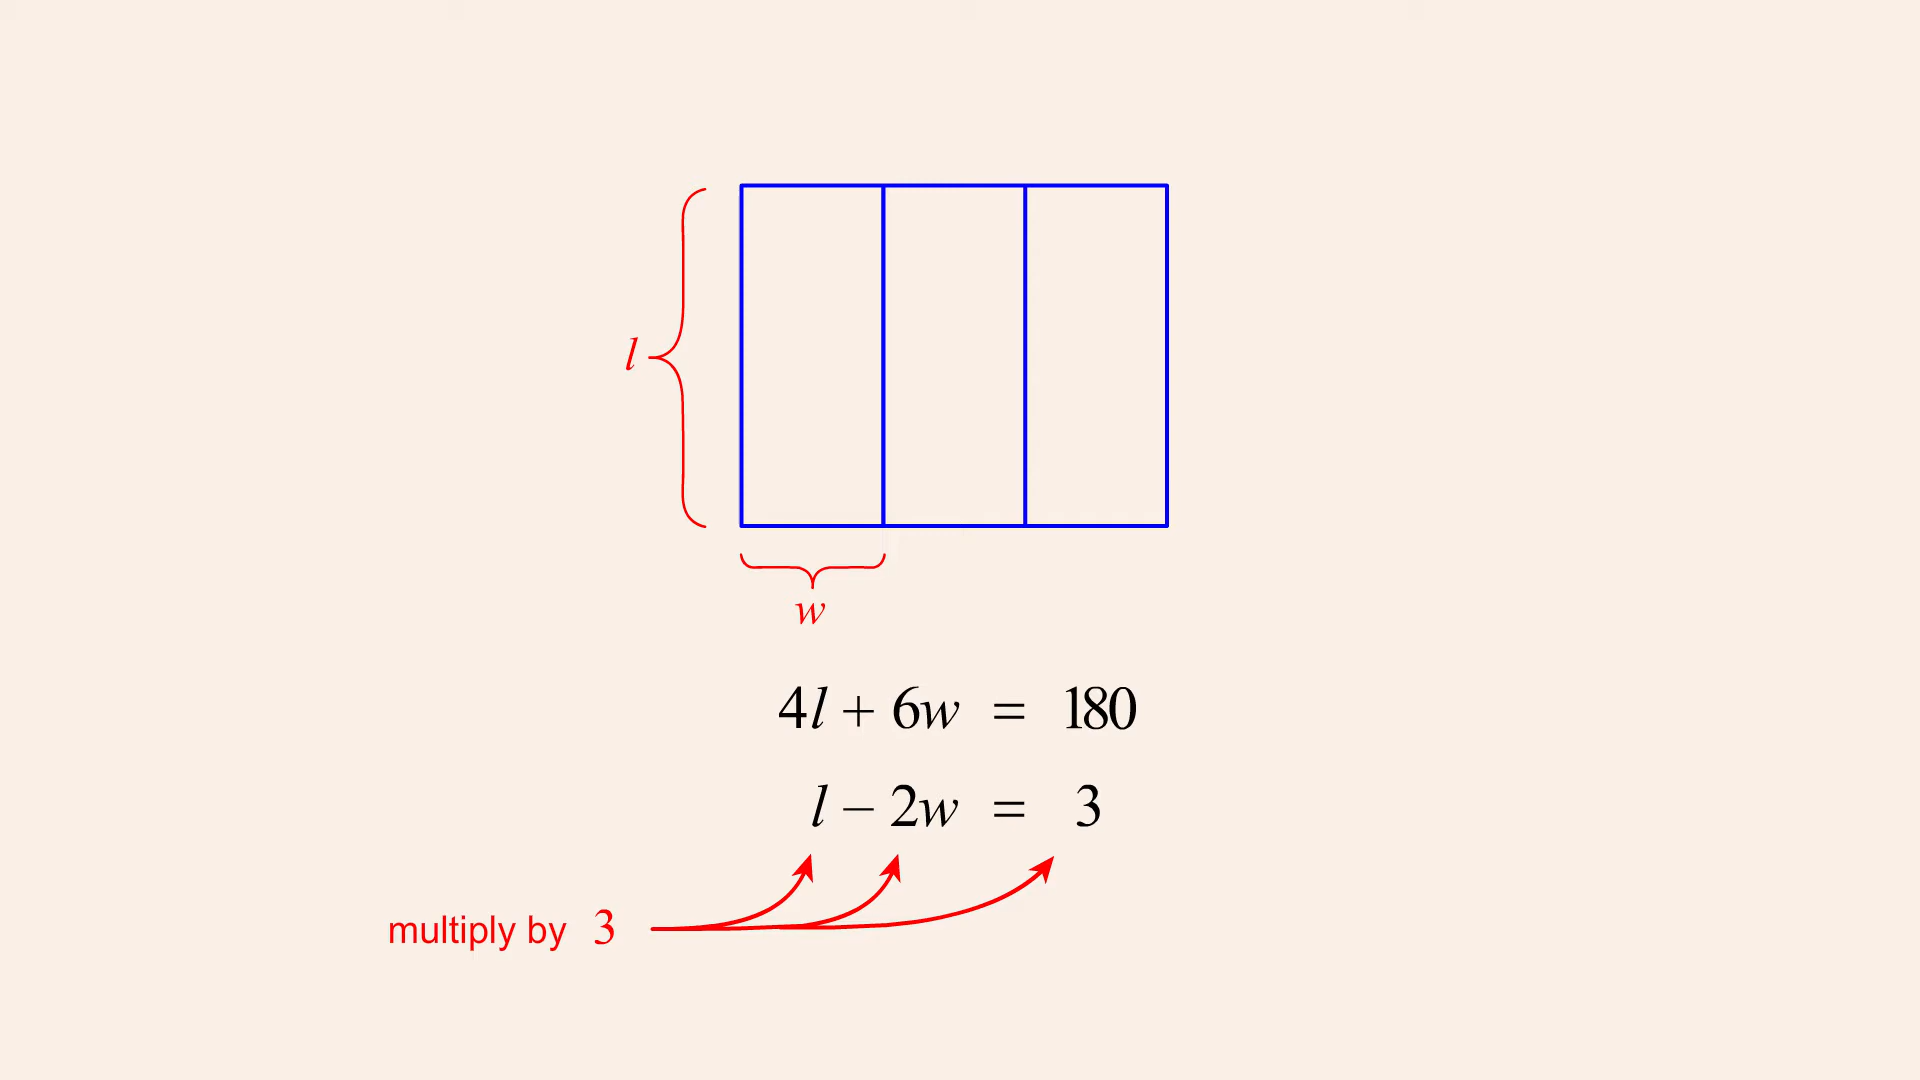 l
w
4l + 6w = 180
l − 2w = 3
multiply by 3